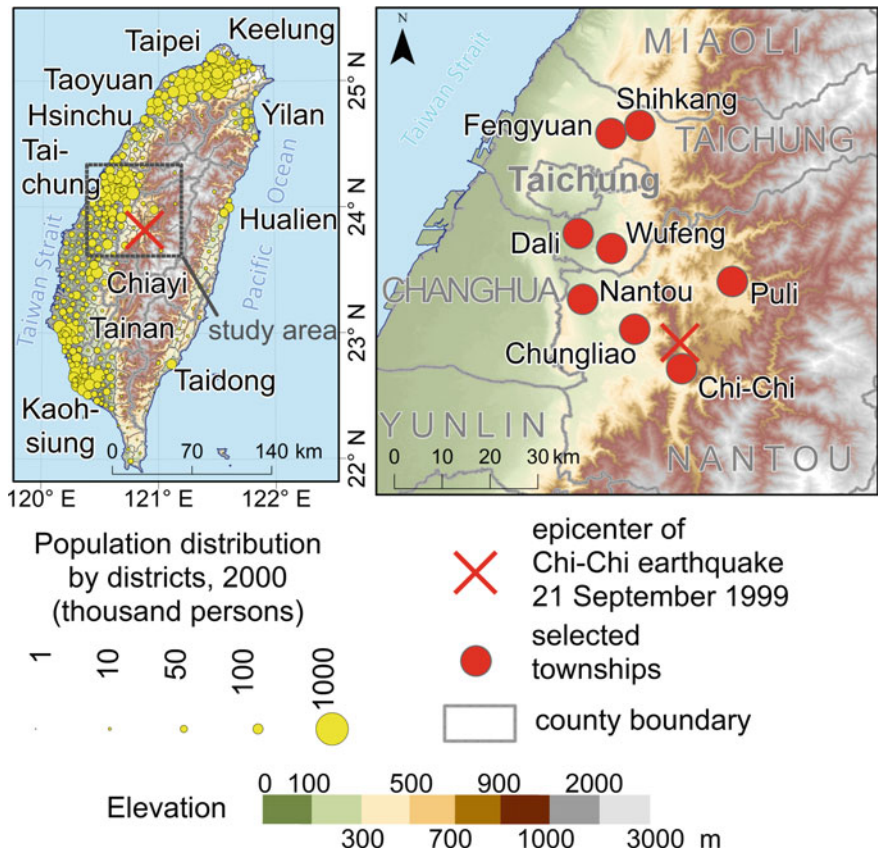 Keelung
Taipei
Taoyuan
Hsinchu
Yilan
Tai-
chung
Hualien
Taiwan Strait
Pacific Ocean
Chiayi
study area
Tainan
Taidong
Kaoh-
siung
0 70 140 km
25° N
24° N
23° N
22° N
120° E 121° E 122° E
N
Taiwan Strait
MIAOLI
Shihkang
Fengyuan
TAICHUNG
Taichung
Dali
Wufeng
CHANGHUA
Nantou
Puli
Chungliao
Chi-Chi
YUNLIN
NANTOU
0 10 20 30 km
Population distribution
by districts, 2000
(thousand persons)
1 10 50 100 1000
epicenter of
Chi-Chi earthquake
21 September 1999
selected
townships
county boundary
0 100 500 900 2000
Elevation
300 700 1000 3000 m